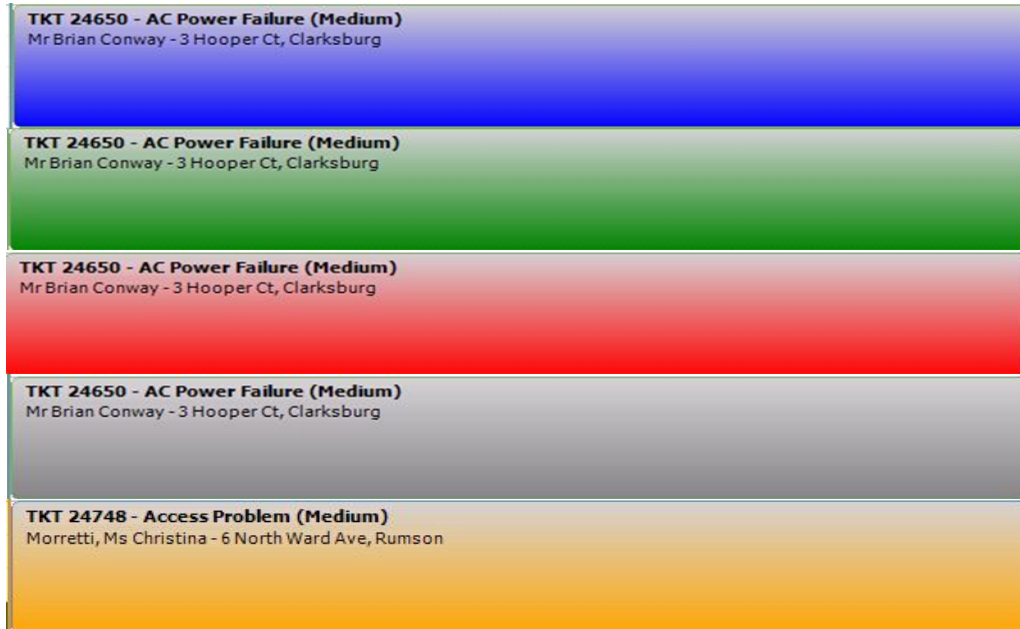 TKT 24650 - AC Power Failure (Medium)
Mr Brian Conway - 3 Hooper Ct, Clarksburg
TKT 24650 - AC Power Failure (Medium)
Mr Brian Conway - 3 Hooper Ct, Clarksburg
TKT 24650 - AC Power Failure (Medium)
Mr Brian Conway - 3 Hooper Ct, Clarksburg
TKT 24650 - AC Power Failure (Medium)
Mr Brian Conway - 3 Hooper Ct, Clarksburg
TKT 24748 - Access Problem (Medium)
Morretti, Ms Christina - 6 North Ward Ave, Rumson